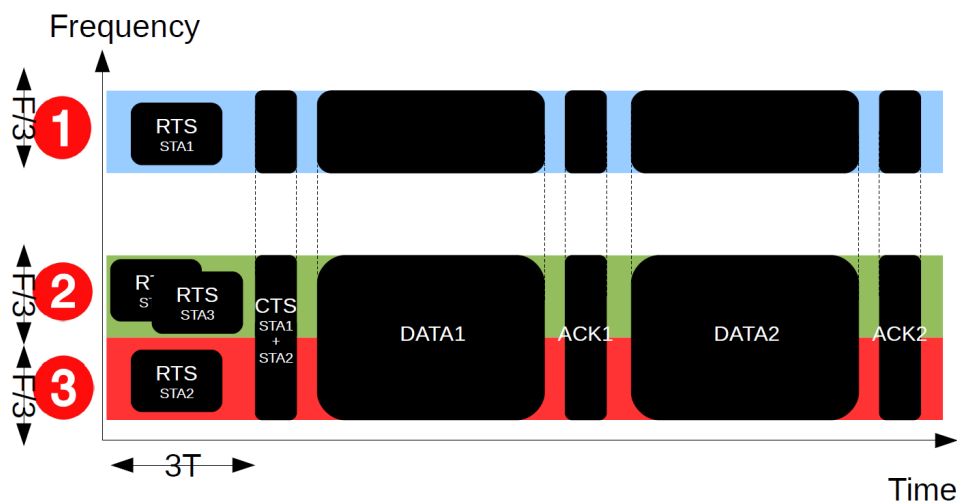 Frequency
F/3
1
RTS
STA1
F/3
2
RTS
STA3
CTS
STA1
+
STA2
DATA1
ACK1
DATA2
ACK2
F/3
3
RTS
STA2
3T
Time